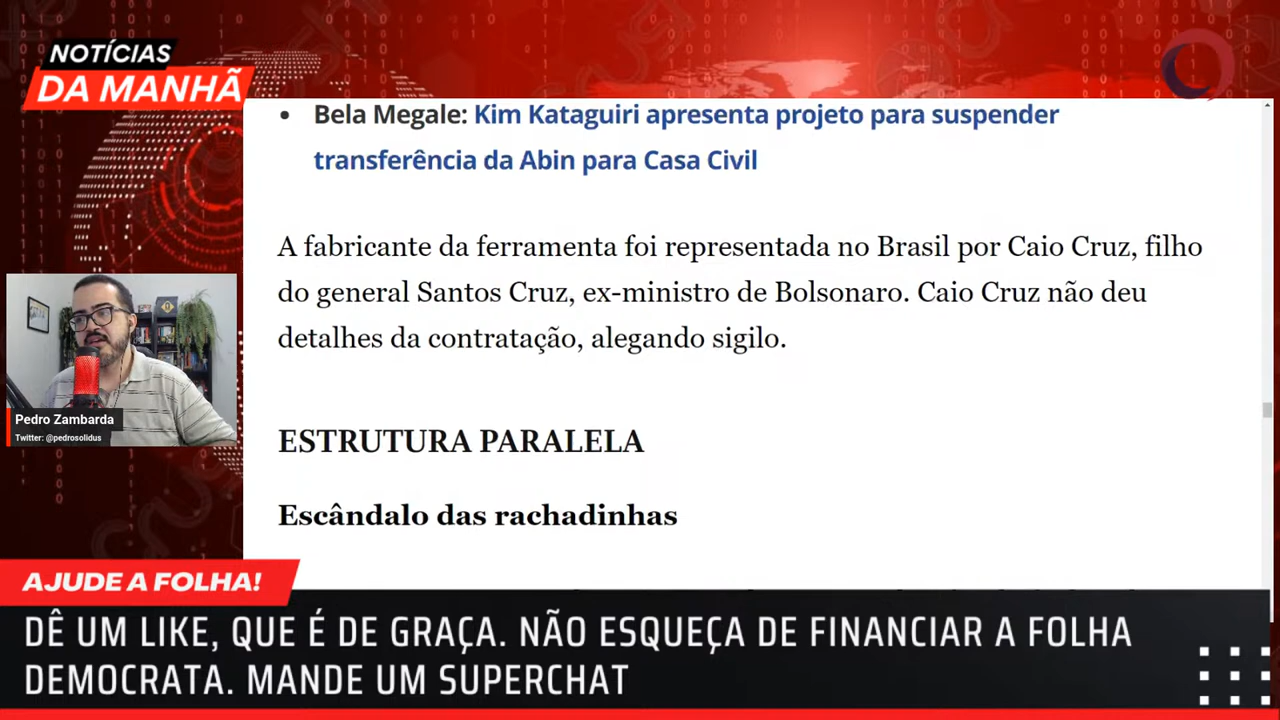 NOTÍCIAS
DA MANHÃ
• Bela Megale: Kim Kataguiri apresenta projeto para suspender
transferência da Abin para Casa Civil
A fabricante da ferramenta foi representada no Brasil por Caio Cruz, filho
do general Santos Cruz, ex-ministro de Bolsonaro. Caio Cruz não deu
detalhes da contratação, alegando sigilo.
ESTRUTURA PARALELA
Escândalo das rachadinhas
Pedro Zambarda
Twitter: @pedrosolidus
AJUDE A FOLHA!
DÊ UM LIKE, QUE É DE GRAÇA. NÃO ESQUEÇA DE FINANCIAR A FOLHA
DEMOCRATA. MANDE UM SUPERCHAT